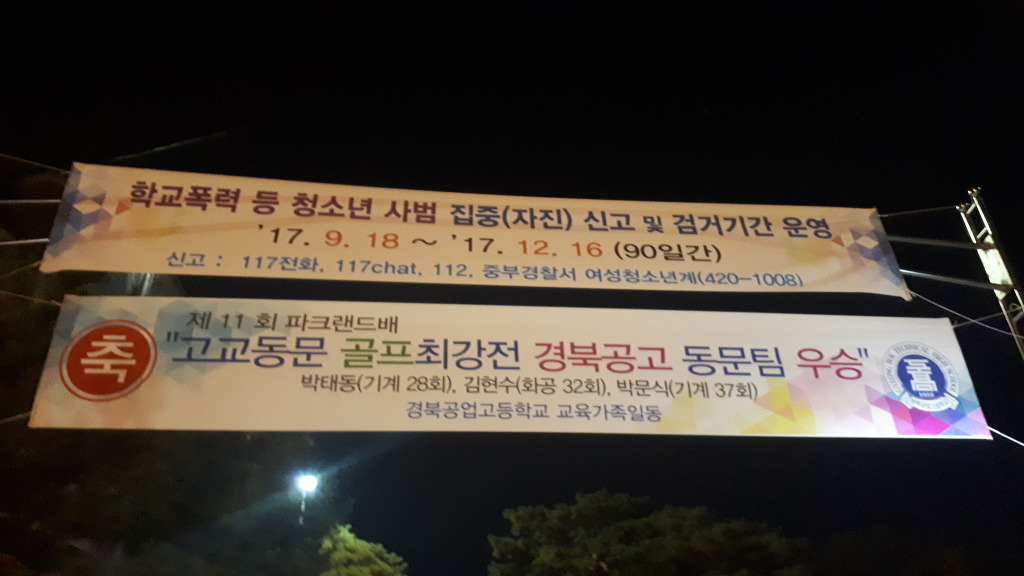 학교폭력 등 청소년 사범 집중(자진) 신고 및 검거기간 운영
'17. 9. 18 ~ '17. 12. 16 (90일간)
신고 : 117전화, 117chat, 112, 중부경찰서 여성청소년계(420-1008)
제 11 회 파크랜드배
축
"고교동문 골프최강전 경북공고 동문팀 우승"
박태동(기계 28회), 김현수(화공 32회), 박문식(기계 37회)
경북공업고등학교 교육가족일동